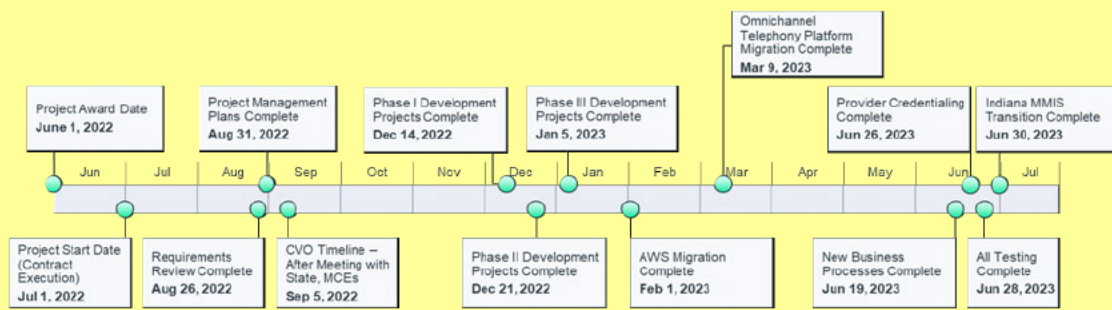 Omnichannel
Telephony Platform
Migration Complete
Mar 9, 2023
Project Award Date
June 1, 2022
Project Management
Plans Complete
Aug 31, 2022
Phase I Development
Projects Complete
Dec 14, 2022
Phase III Development
Projects Complete
Jan 5, 2023
Provider Credentialing
Complete
Jun 26, 2023
Indiana MMIS
Transition Complete
Jun 30, 2023
Jun Jul Aug Sep Oct Nov Dec Jan Feb Mar Apr May Jun Jul
Project Start Date
(Contract
Execution)
Jul 1, 2022
Requirements
Review Complete
Aug 26, 2022
CVO Timeline –
After Meeting with
State, MCEs
Sep 5, 2022
Phase II Development
Projects Complete
Dec 21, 2022
AWS Migration
Complete
Feb 1, 2023
New Business
Processes Complete
Jun 19, 2023
All Testing
Complete
Jun 28, 2023